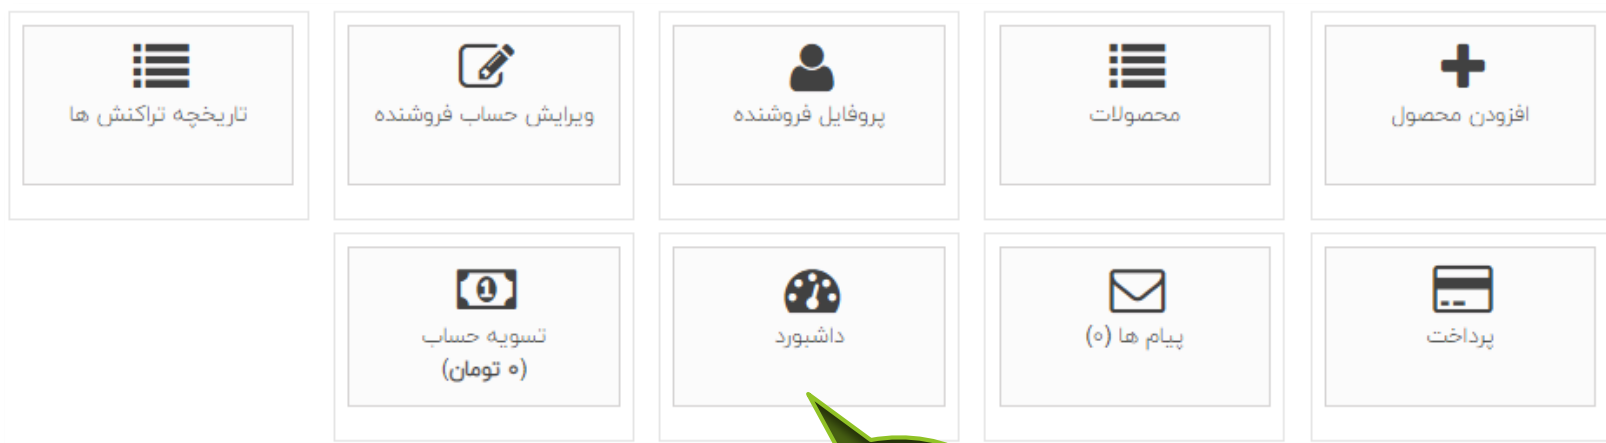 افزودن محصول
محصولات
پروفایل فروشنده
ویرایش حساب فروشنده
تاریخچه تراکنش ها
پرداخت
پیام ها (۰)
داشبورد
تسویه حساب
(۰ تومان)